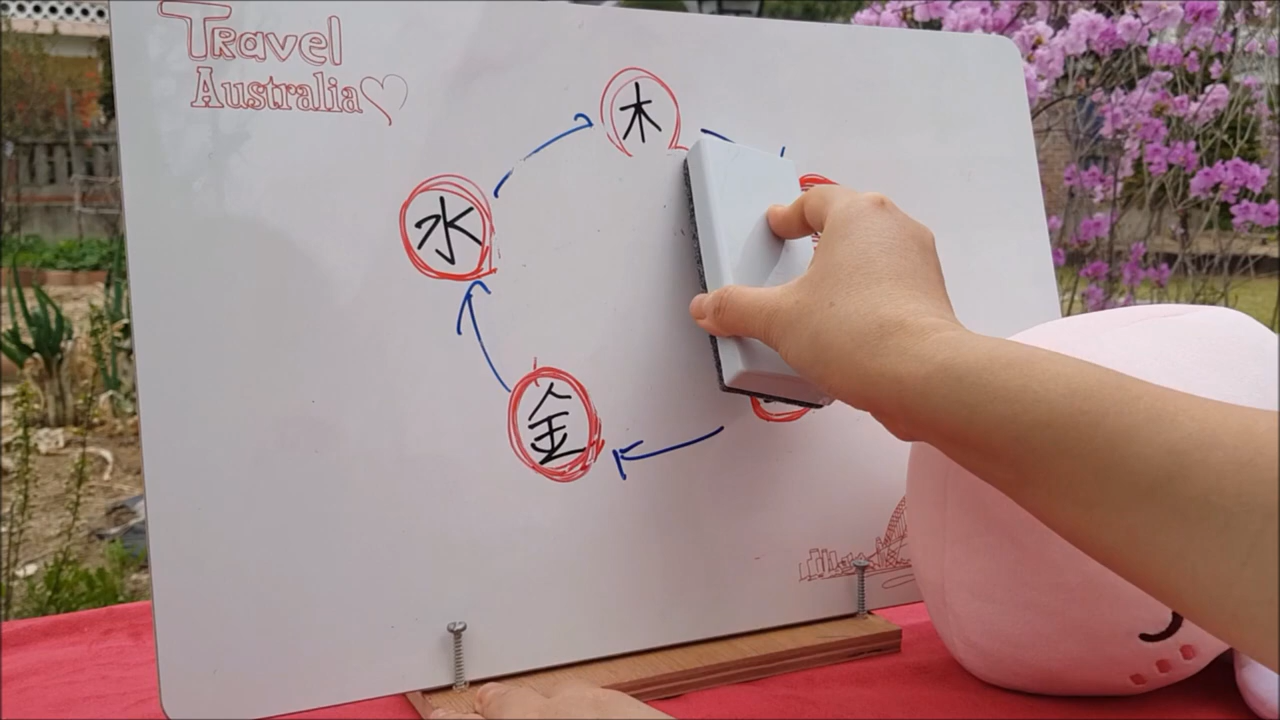 Travel
Australia
木
水
金